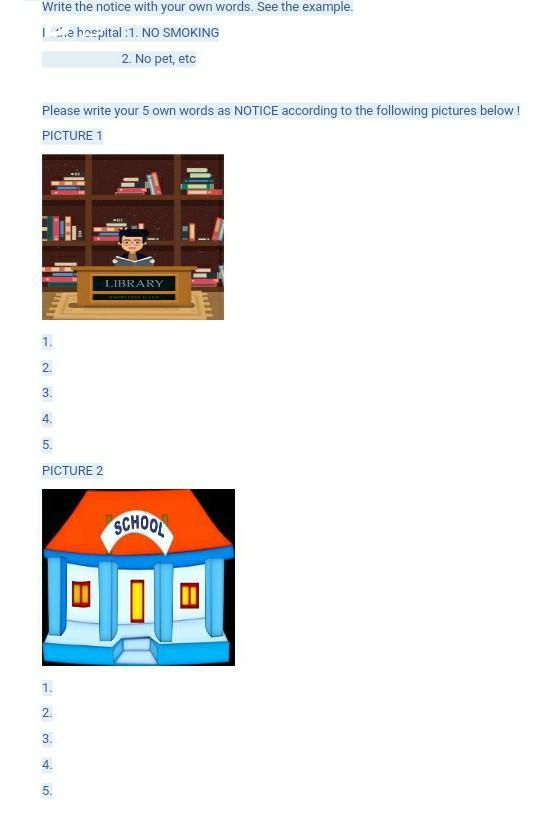 Write the notice with your own words. See the example.
I the hospital :1. NO SMOKING
2. No pet, etc
Please write your 5 own words as NOTICE according to the following pictures below !
PICTURE 1
LIBRARY
1.
2.
3.
4.
5.
PICTURE 2
SCHOOL
1.
2.
3.
4.
5.